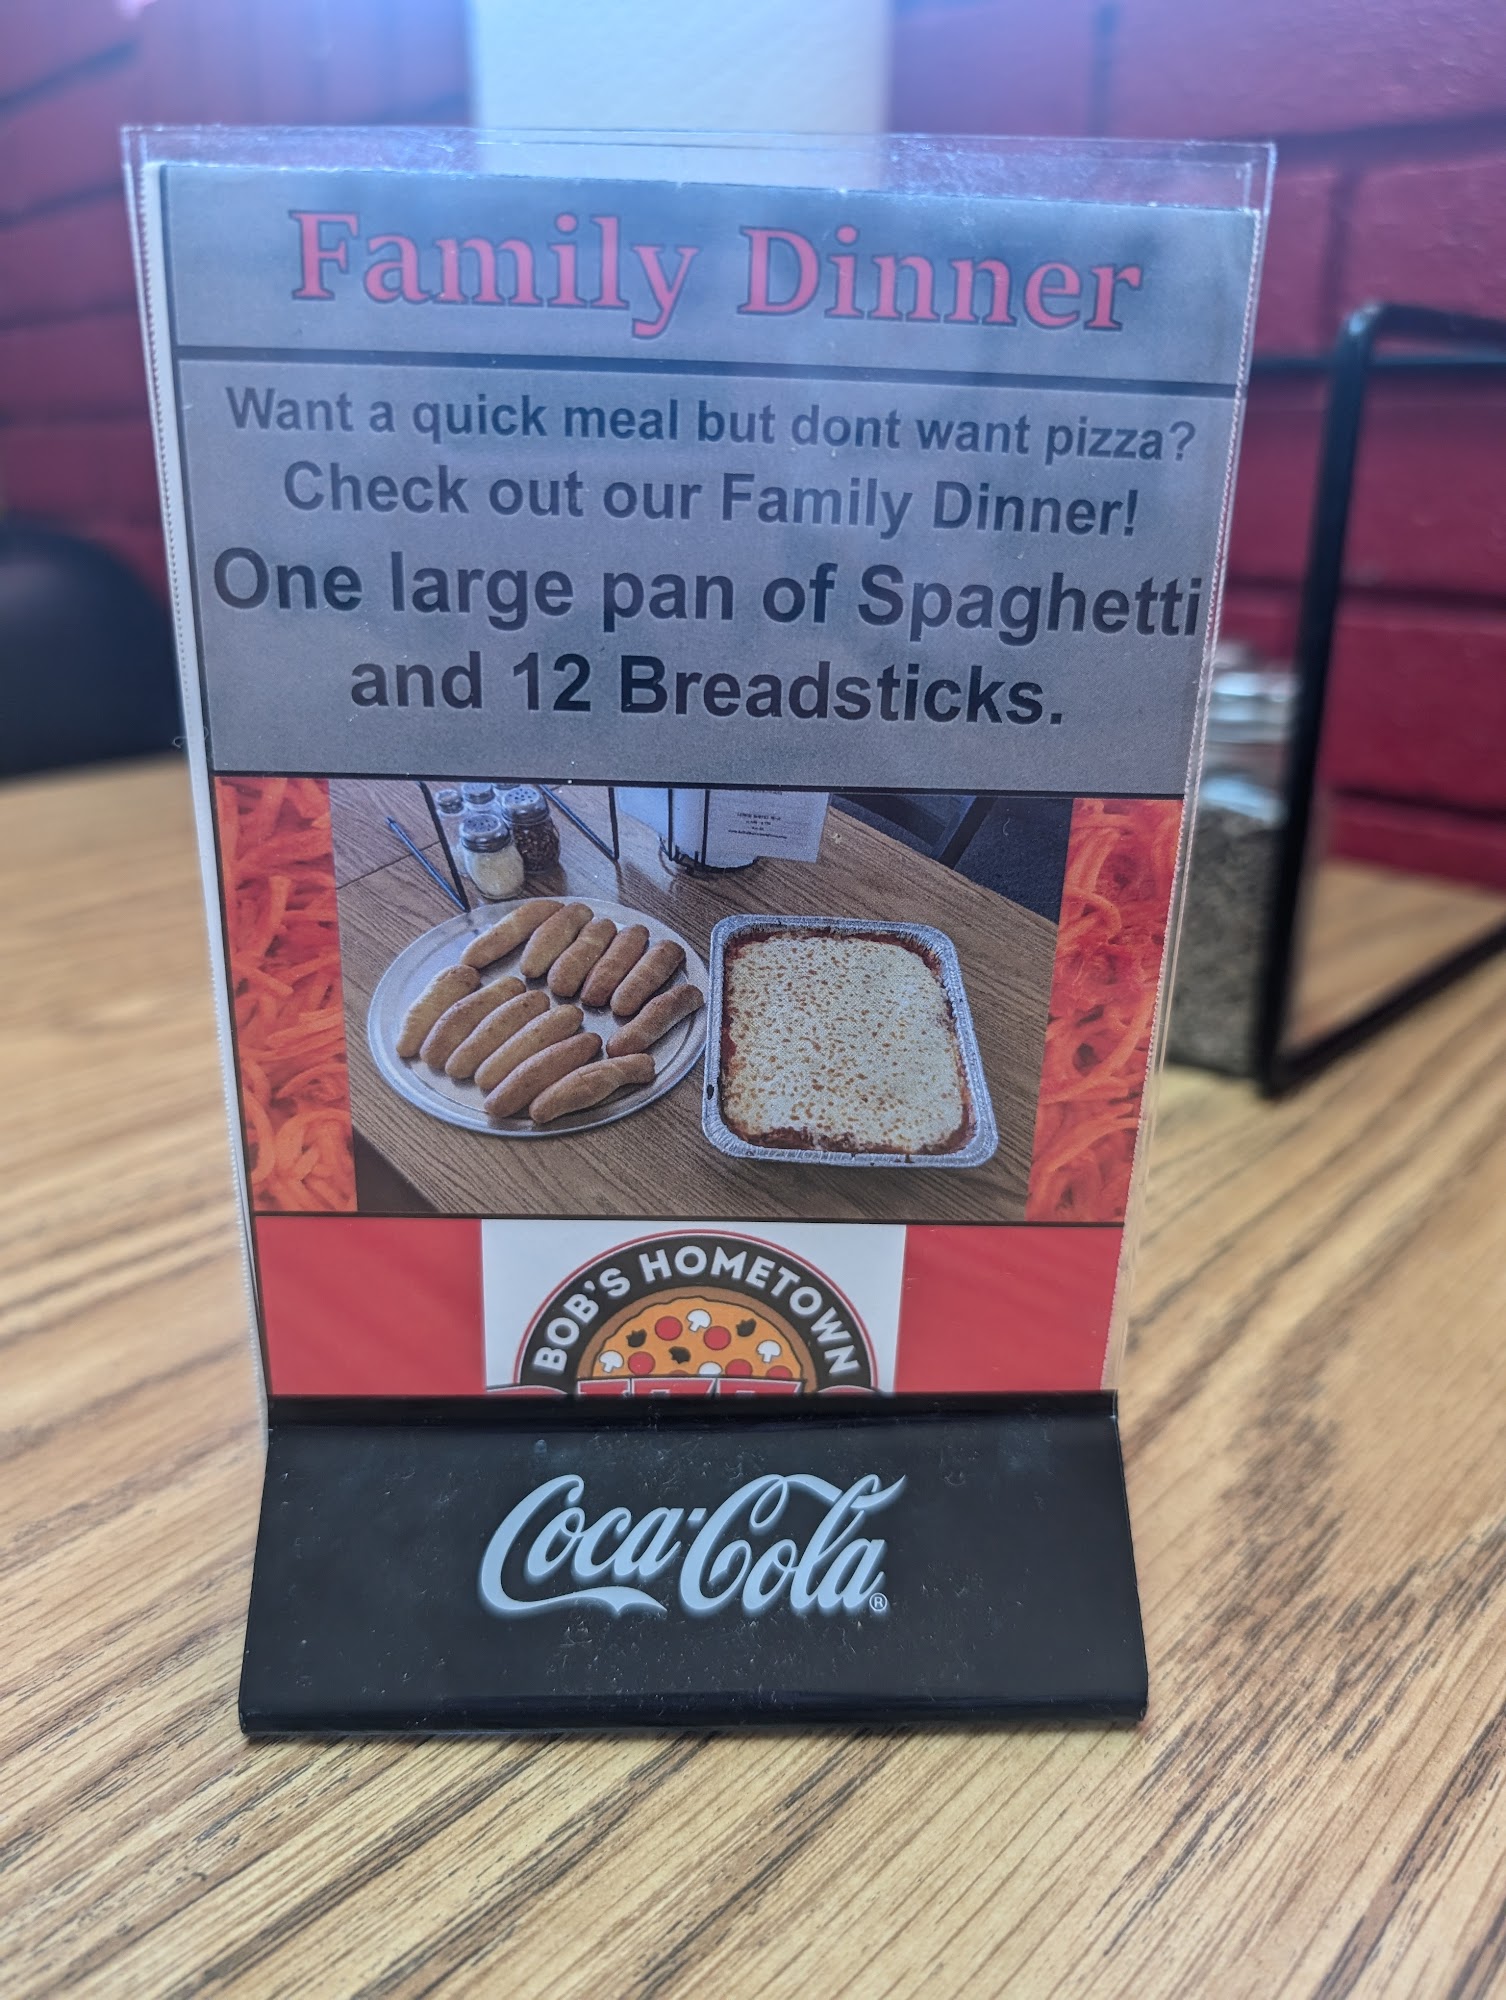 Family Dinner
Want a quick meal but dont want pizza?
Check out our Family Dinner!
One large pan of Spaghetti
and 12 Breadsticks.
BOB'S HOMETOWN
Coca-Cola®